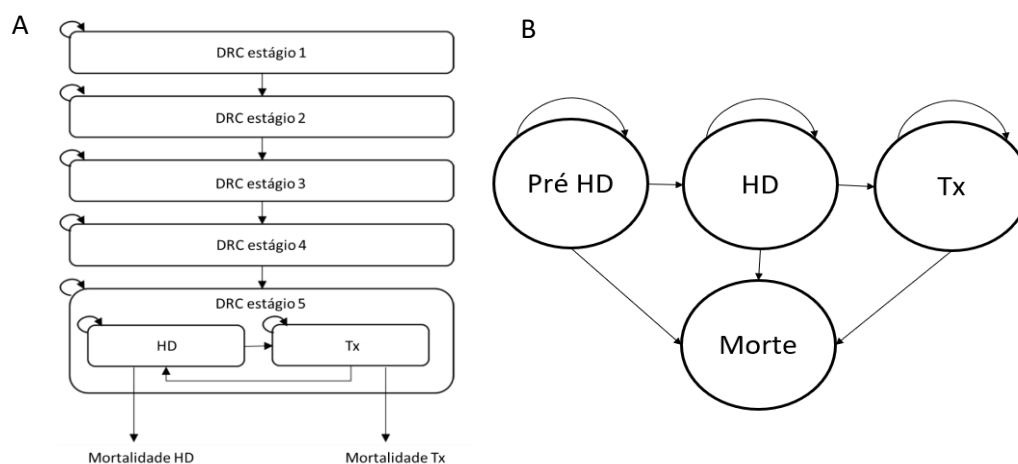 A
DRC estágio 1
DRC estágio 2
DRC estágio 3
DRC estágio 4
DRC estágio 5
HD
Tx
Mortalidade HD
Mortalidade Tx
B
Pré HD
HD
Tx
Morte